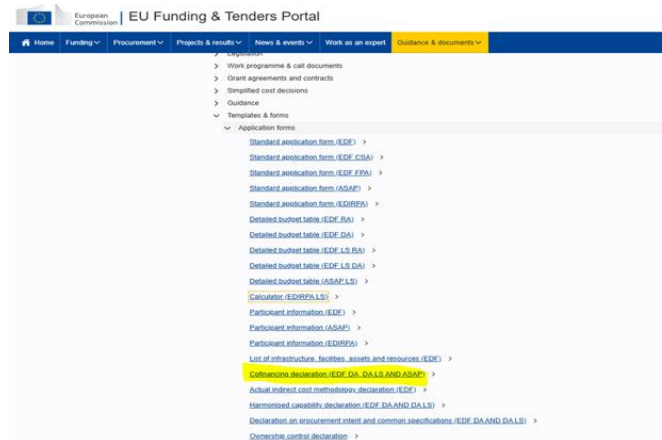 European
Commission
EU Funding & Tenders Portal
Home Funding Procurement Projects & results News & events Work as an expert Guidance & documents
Legislation
Work programme & call documents
Grant agreements and contracts
Simplified cost decisions
Guidance
Templates & forms
Application forms
Standard application form (EDF)
Standard application form (EDF CSA)
Standard application form (EDF FPA)
Standard application form (ASAP)
Standard application form (EDIRPA)
Detailed budget table (EDF RA)
Detailed budget table (EDF DA)
Detailed budget table (EDF LS RA)
Detailed budget table (EDF LS DA)
Detailed budget table (ASAP LS)
Calculator (EDIRPA LS)
Participant information (EDF)
Participant information (ASAP)
Participant information (EDIRPA)
List of infrastructure, facilities, assets and resources (EDF)
Cofinancing declaration (EDF DA, DA LS AND ASAP)
Actual indirect cost methodology declaration (EDF)
Harmonised capability declaration (EDF DA AND DA LS)
Declaration on procurement intent and common specifications (EDF DA AND DA LS)
Ownership control declaration